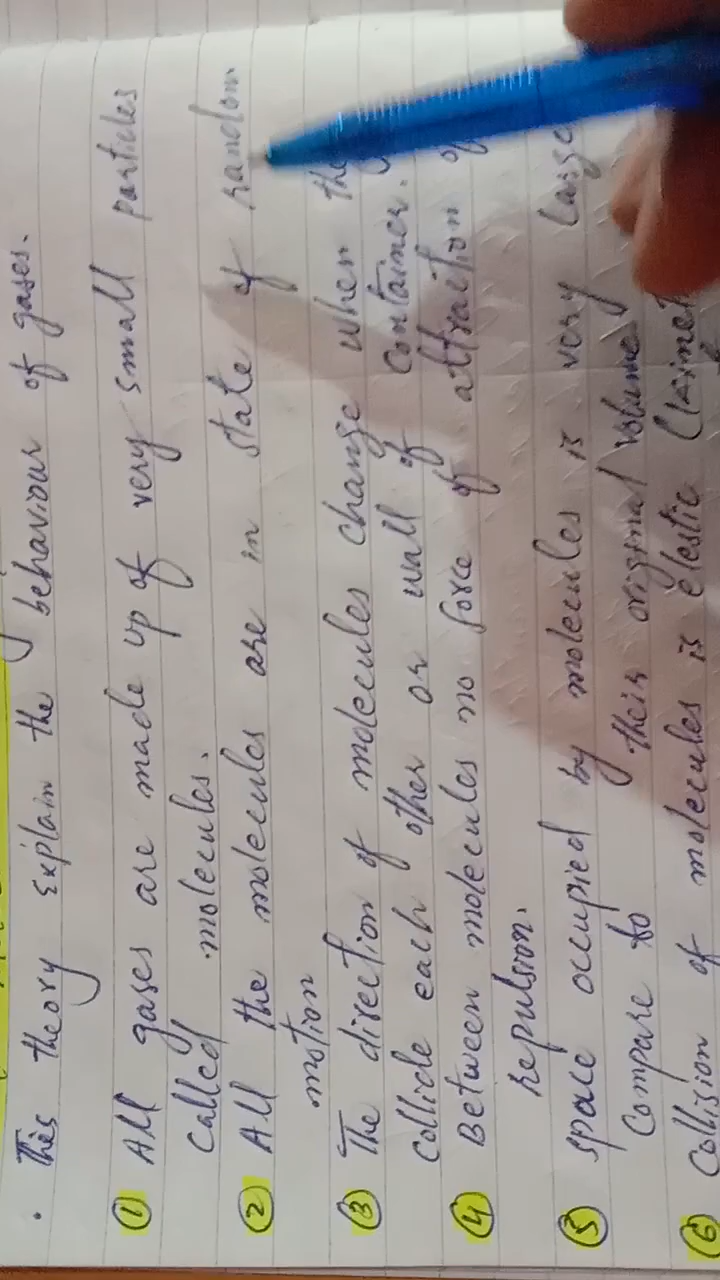 • This theory explain the behaviour of gases.
① All gases are made up of very small particles
called molecules.
② All the molecules are in state of random
motion
③ The direction of molecules change when the
collide each other or wall of container.
④ Between molecules no force of attraction of
repulsion.
⑤ space occupied by molecules is very large
compare to their original volume
⑥ Collision of molecules is elestic